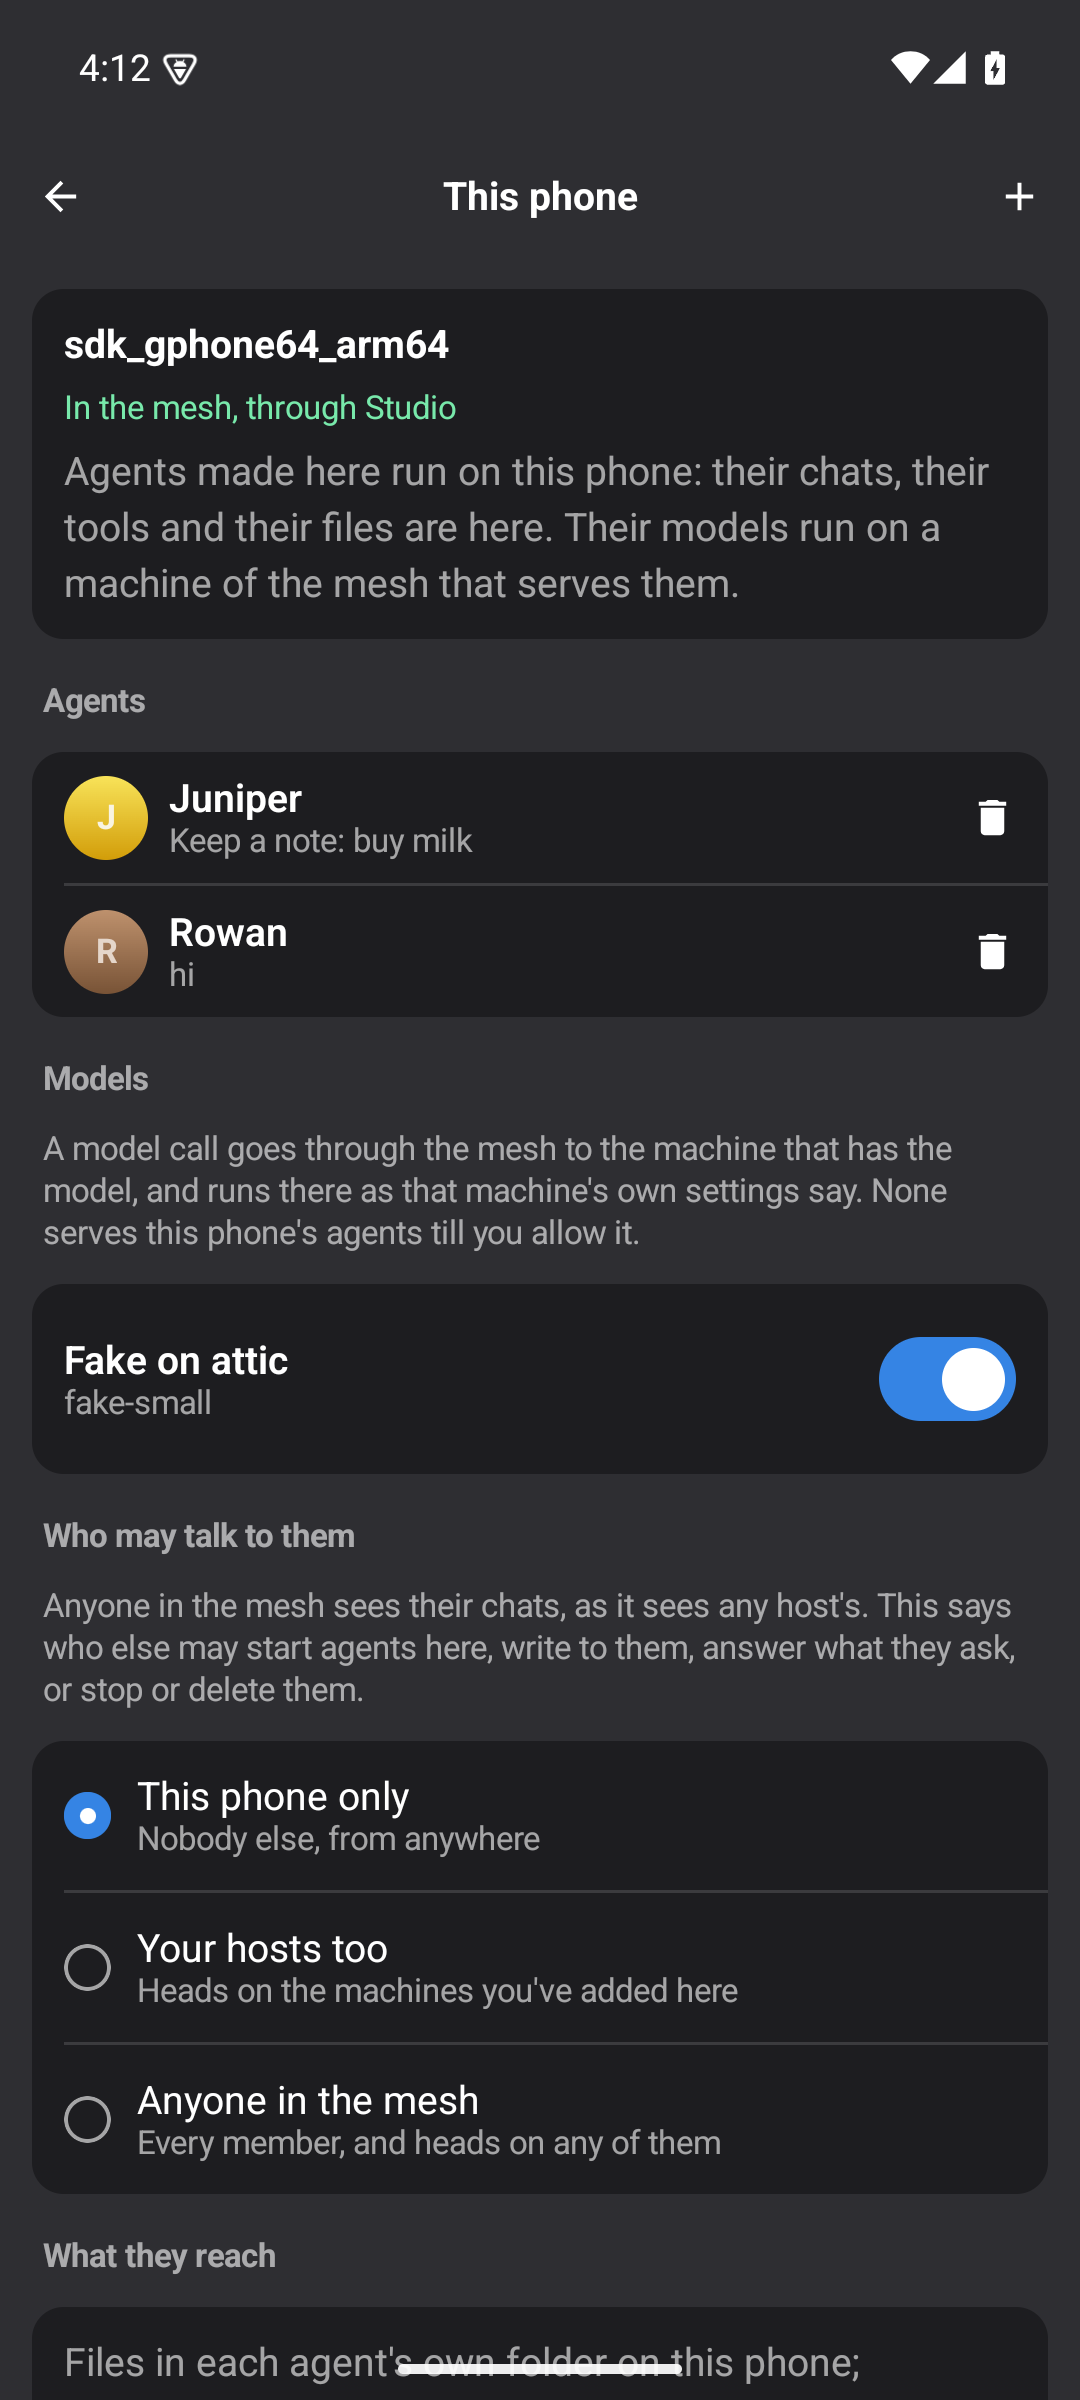 4:12
This phone
sdk_gphone64_arm64
In the mesh, through Studio
Agents made here run on this phone: their chats, their
tools and their files are here. Their models run on a
machine of the mesh that serves them.
Agents
J
Juniper
Keep a note: buy milk
R
Rowan
hi
Models
A model call goes through the mesh to the machine that has the
model, and runs there as that machine's own settings say. None
serves this phone's agents till you allow it.
Fake on attic
fake-small
Who may talk to them
Anyone in the mesh sees their chats, as it sees any host's. This says
who else may start agents here, write to them, answer what they ask,
or stop or delete them.
This phone only
Nobody else, from anywhere
Your hosts too
Heads on the machines you've added here
Anyone in the mesh
Every member, and heads on any of them
What they reach
Files in each agent's own folder on this phone;